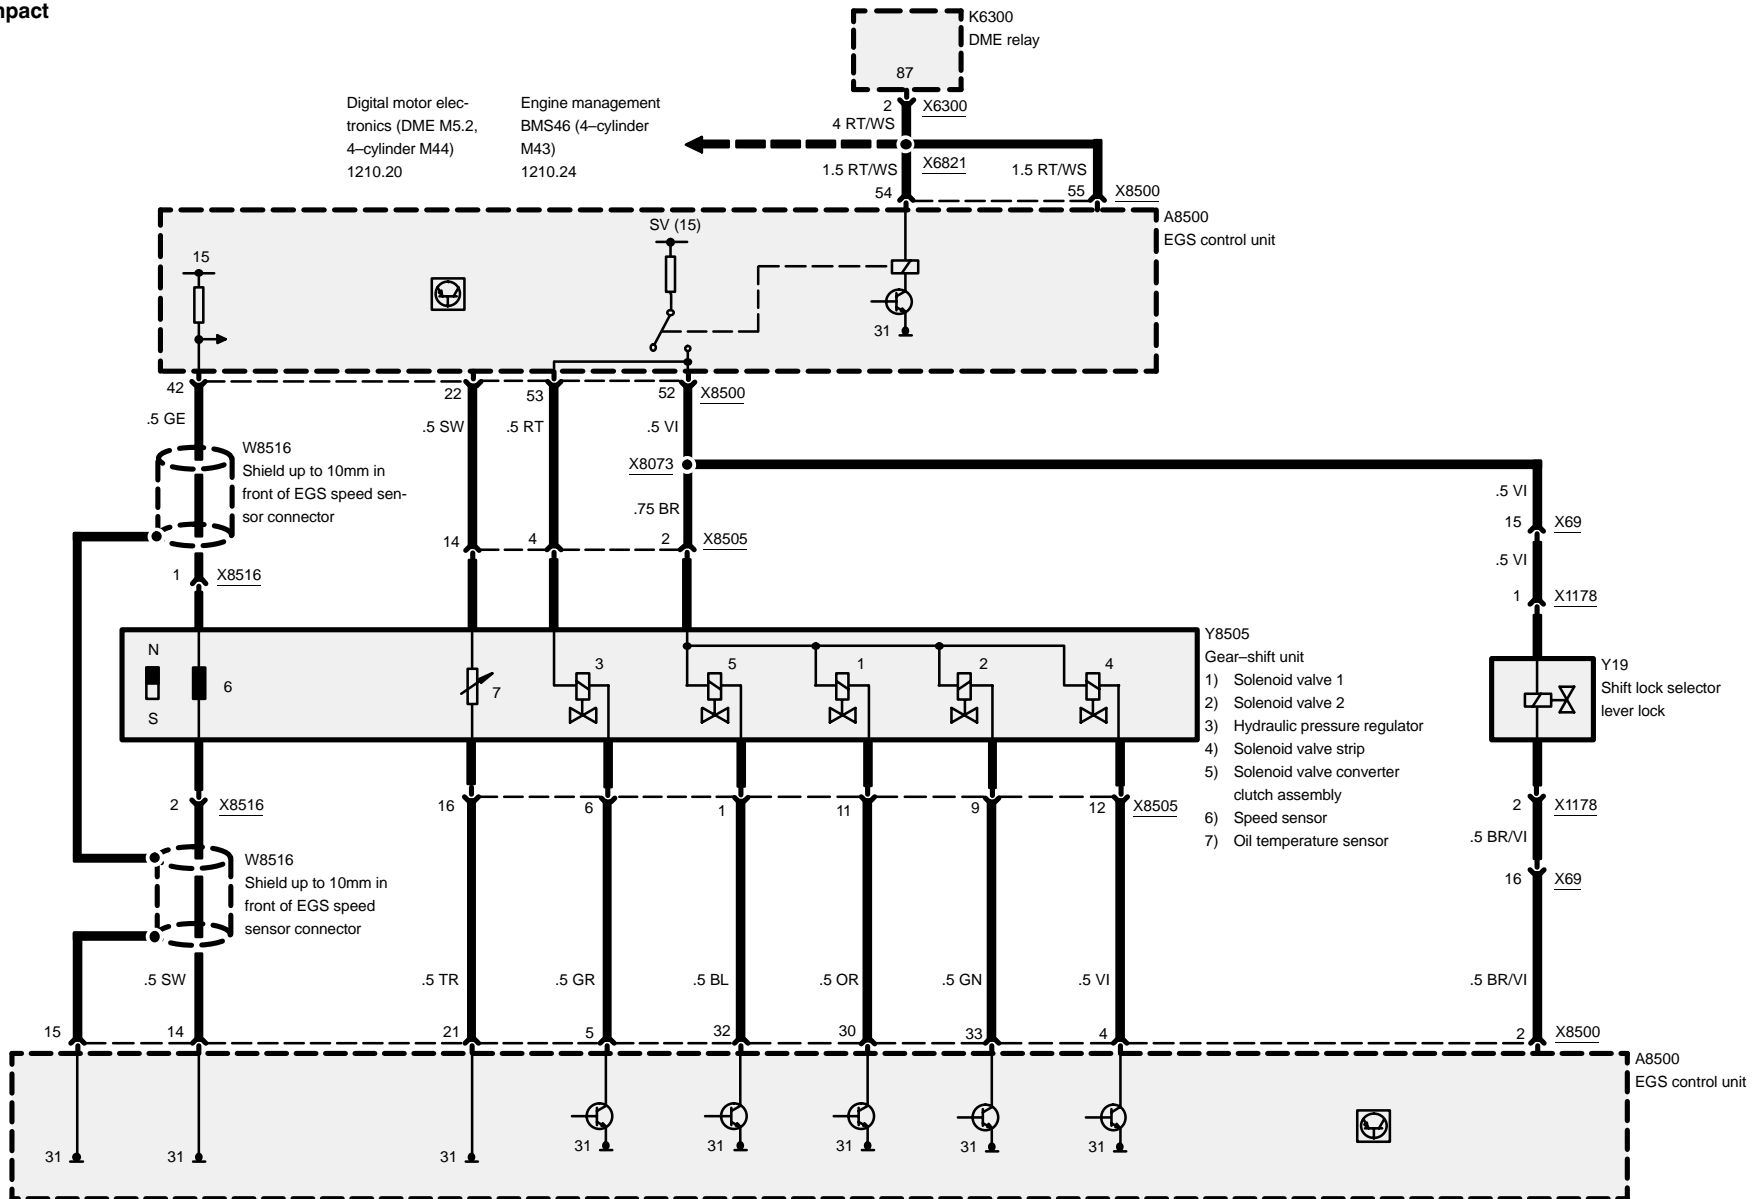 mpact
K6300
DME relay
87
2 X6300
4 RT/WS
Digital motor elec-
tronics (DME M5.2,
4–cylinder M44)
1210.20
Engine management
BMS46 (4–cylinder
M43)
1210.24
X6821
1.5 RT/WS 1.5 RT/WS
54 55 X8500
A8500
EGS control unit
SV (15)
15
31
42 22 53 52 X8500
.5 GE .5 SW .5 RT .5 VI
W8516
Shield up to 10mm in
front of EGS speed sen-
sor connector
X8073
.75 BR
.5 VI
15 X69
14 4 2 X8505
.5 VI
1 X8516
1 X1178
Y8505
Gear–shift unit
1) Solenoid valve 1
2) Solenoid valve 2
3) Hydraulic pressure regulator
4) Solenoid valve strip
5) Solenoid valve converter
clutch assembly
6) Speed sensor
7) Oil temperature sensor
N
S
6 7 3 5 1 2 4
Y19
Shift lock selector
lever lock
2 X8516
16 6 1 11 9 12 X8505
2 X1178
.5 BR/VI
16 X69
W8516
Shield up to 10mm in
front of EGS speed
sensor connector
.5 SW .5 TR .5 GR .5 BL .5 OR .5 GN .5 VI .5 BR/VI
15 14 21 5 32 30 33 4 2 X8500
A8500
EGS control unit
31 31 31 31 31 31 31 31